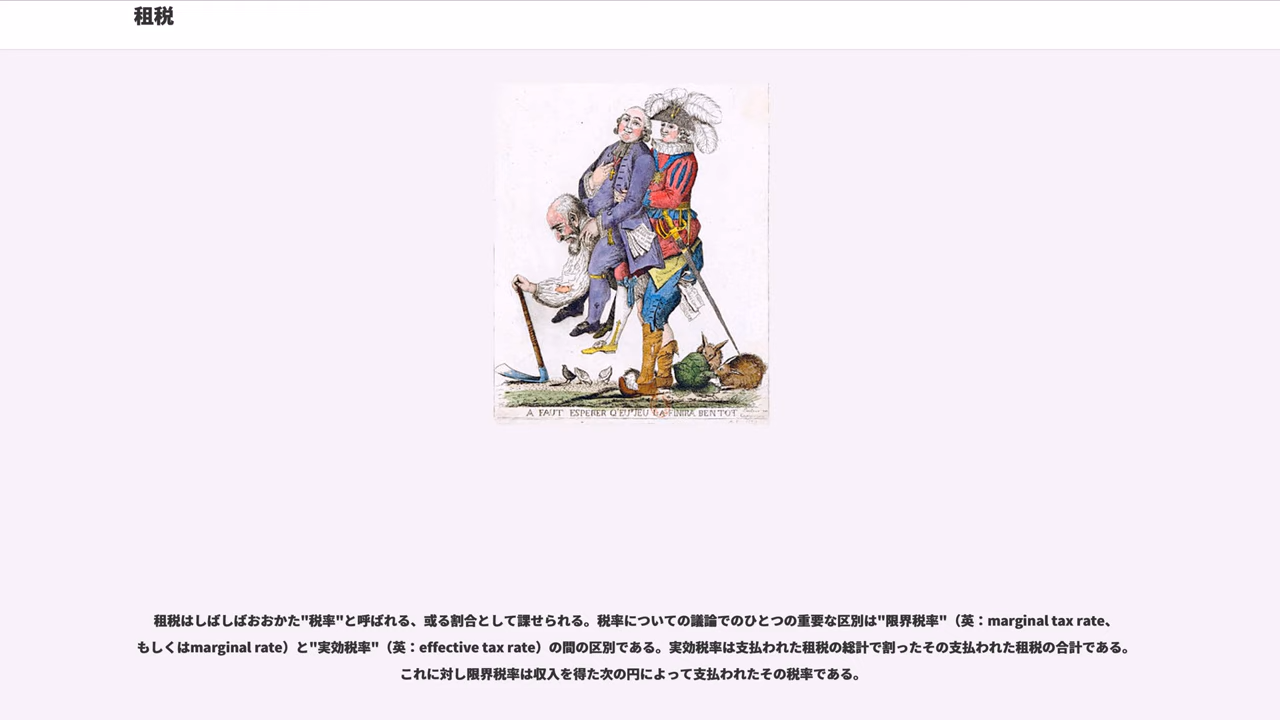 租税
A FAUT ESPERER Q'EU'JEU LA FINIRA BEN TOT
租税はしばしばおおかた"税率"と呼ばれる、或る割合として課せられる。税率についての議論でのひとつの重要な区別は"限界税率"（英：marginal tax rate、
もしくはmarginal rate）と"実効税率"（英：effective tax rate）の間の区別である。実効税率は支払われた租税の総計で割ったその支払われた租税の合計である。
これに対し限界税率は収入を得た次の円によって支払われたその税率である。